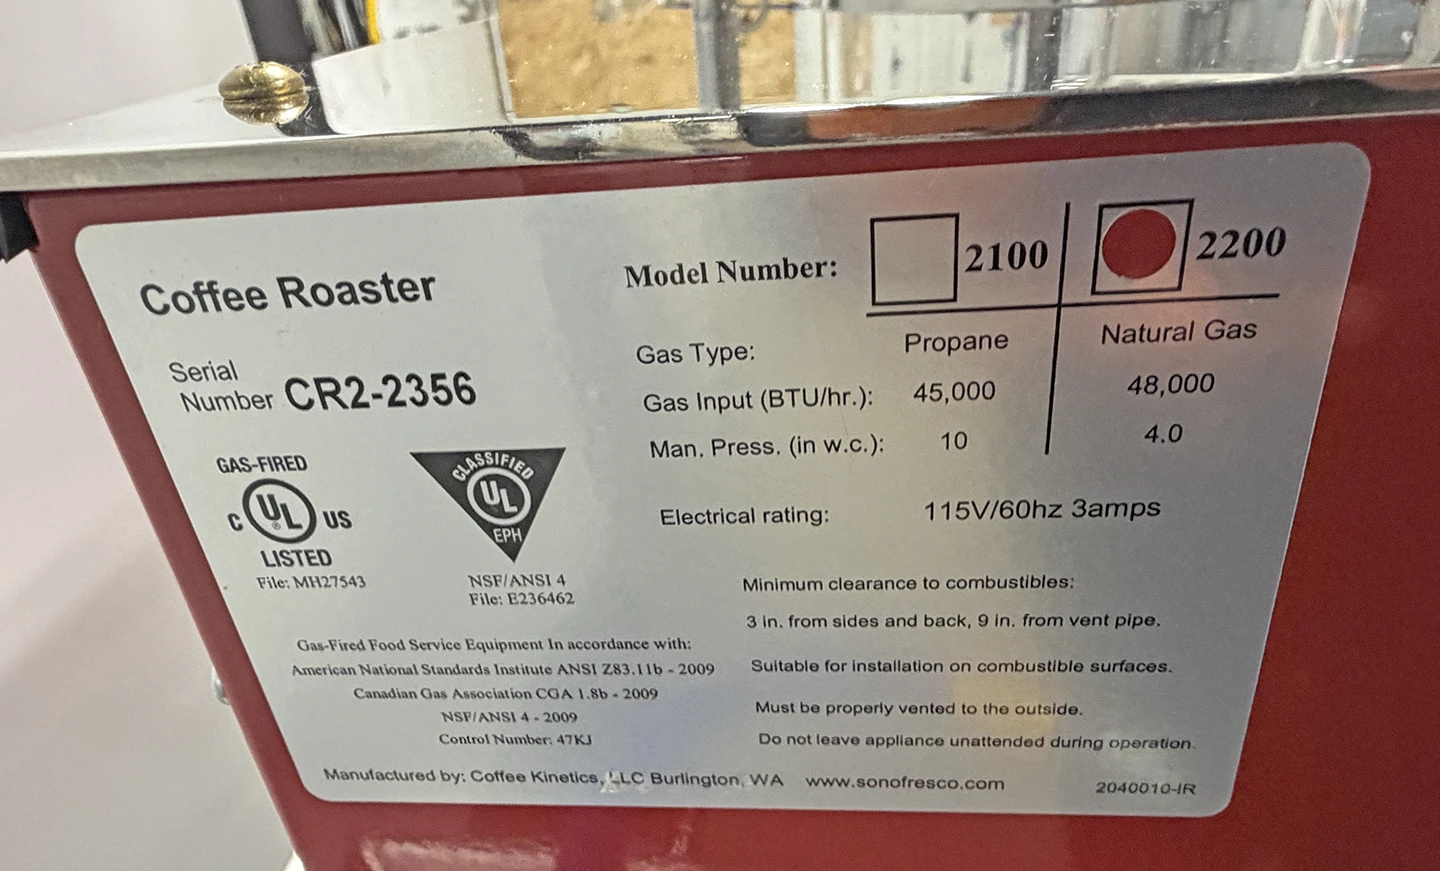 Coffee Roaster
Serial
Number CR2-2356
GAS-FIRED
C UL ® US
LISTED
File: MH27543
CLASSIFIED
UL
EPH
NSF/ANSI 4
File: E236462
Gas-Fired Food Service Equipment In accordance with:
American National Standards Institute ANSI Z83.11b - 2009
Canadian Gas Association CGA 1.8b - 2009
NSF/ANSI 4 - 2009
Control Number: 47KJ
Model Number: 2100 2200
Gas Type: Propane Natural Gas
Gas Input (BTU/hr.): 45,000 48,000
Man. Press. (in w.c.): 10 4.0
Electrical rating: 115V/60hz 3amps
Minimum clearance to combustibles:
3 in. from sides and back, 9 in. from vent pipe.
Suitable for installation on combustible surfaces.
Must be properly vented to the outside.
Do not leave appliance unattended during operation.
Manufactured by: Coffee Kinetics, LLC Burlington, WA www.sonofresco.com
2040010-IR